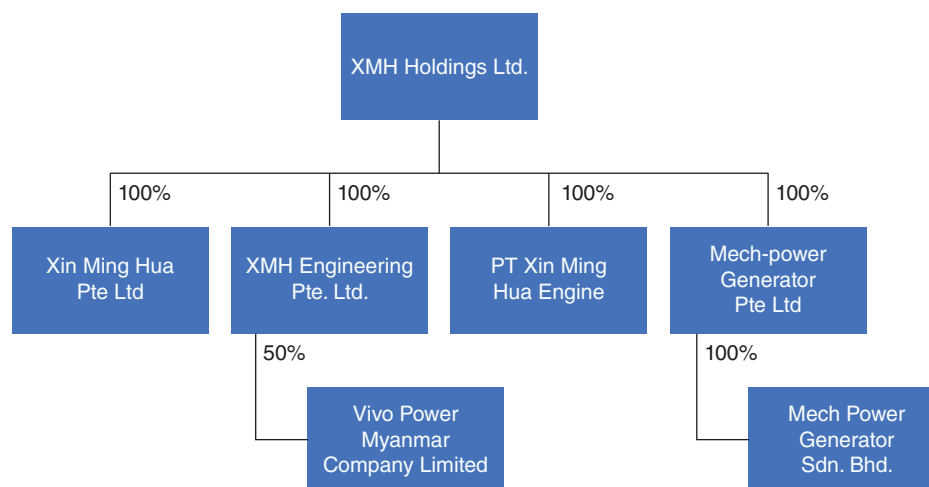 XMH Holdings Ltd.
100%
100%
100%
100%
Xin Ming Hua
Pte Ltd
XMH Engineering
Pte. Ltd.
PT Xin Ming
Hua Engine
Mech-power
Generator
Pte Ltd
50%
100%
Vivo Power
Myanmar
Company Limited
Mech Power
Generator
Sdn. Bhd.